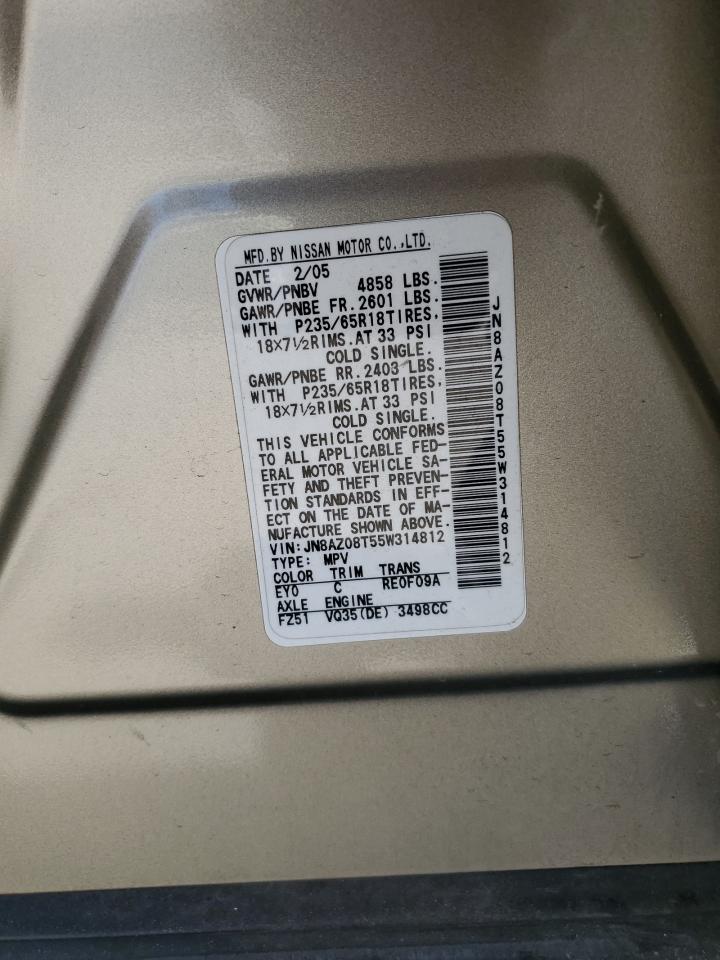 MFD.BY NISSAN MOTOR CO.,LTD.
DATE 2/05
GVWR/PNBV 4858 LBS.
GAWR/PNBE FR. 2601 LBS.
WITH P235/65R18TIRES,
18×7½RIMS.AT 33 PSI
COLD SINGLE.
GAWR/PNBE RR. 2403 LBS.
WITH P235/65R18TIRES,
18×7½RIMS.AT 33 PSI
COLD SINGLE.
THIS VEHICLE CONFORMS
TO ALL APPLICABLE FED-
ERAL MOTOR VEHICLE SA-
FETY AND THEFT PREVEN-
TION STANDARDS IN EFF-
ECT ON THE DATE OF MA-
NUFACTURE SHOWN ABOVE.
VIN:JN8AZ08T55W314812
TYPE: MPV
COLOR TRIM TRANS
EY0 C RE0F09A
AXLE ENGINE
FZ51 VQ35(DE) 3498CC
JN8AZ08T55W314812